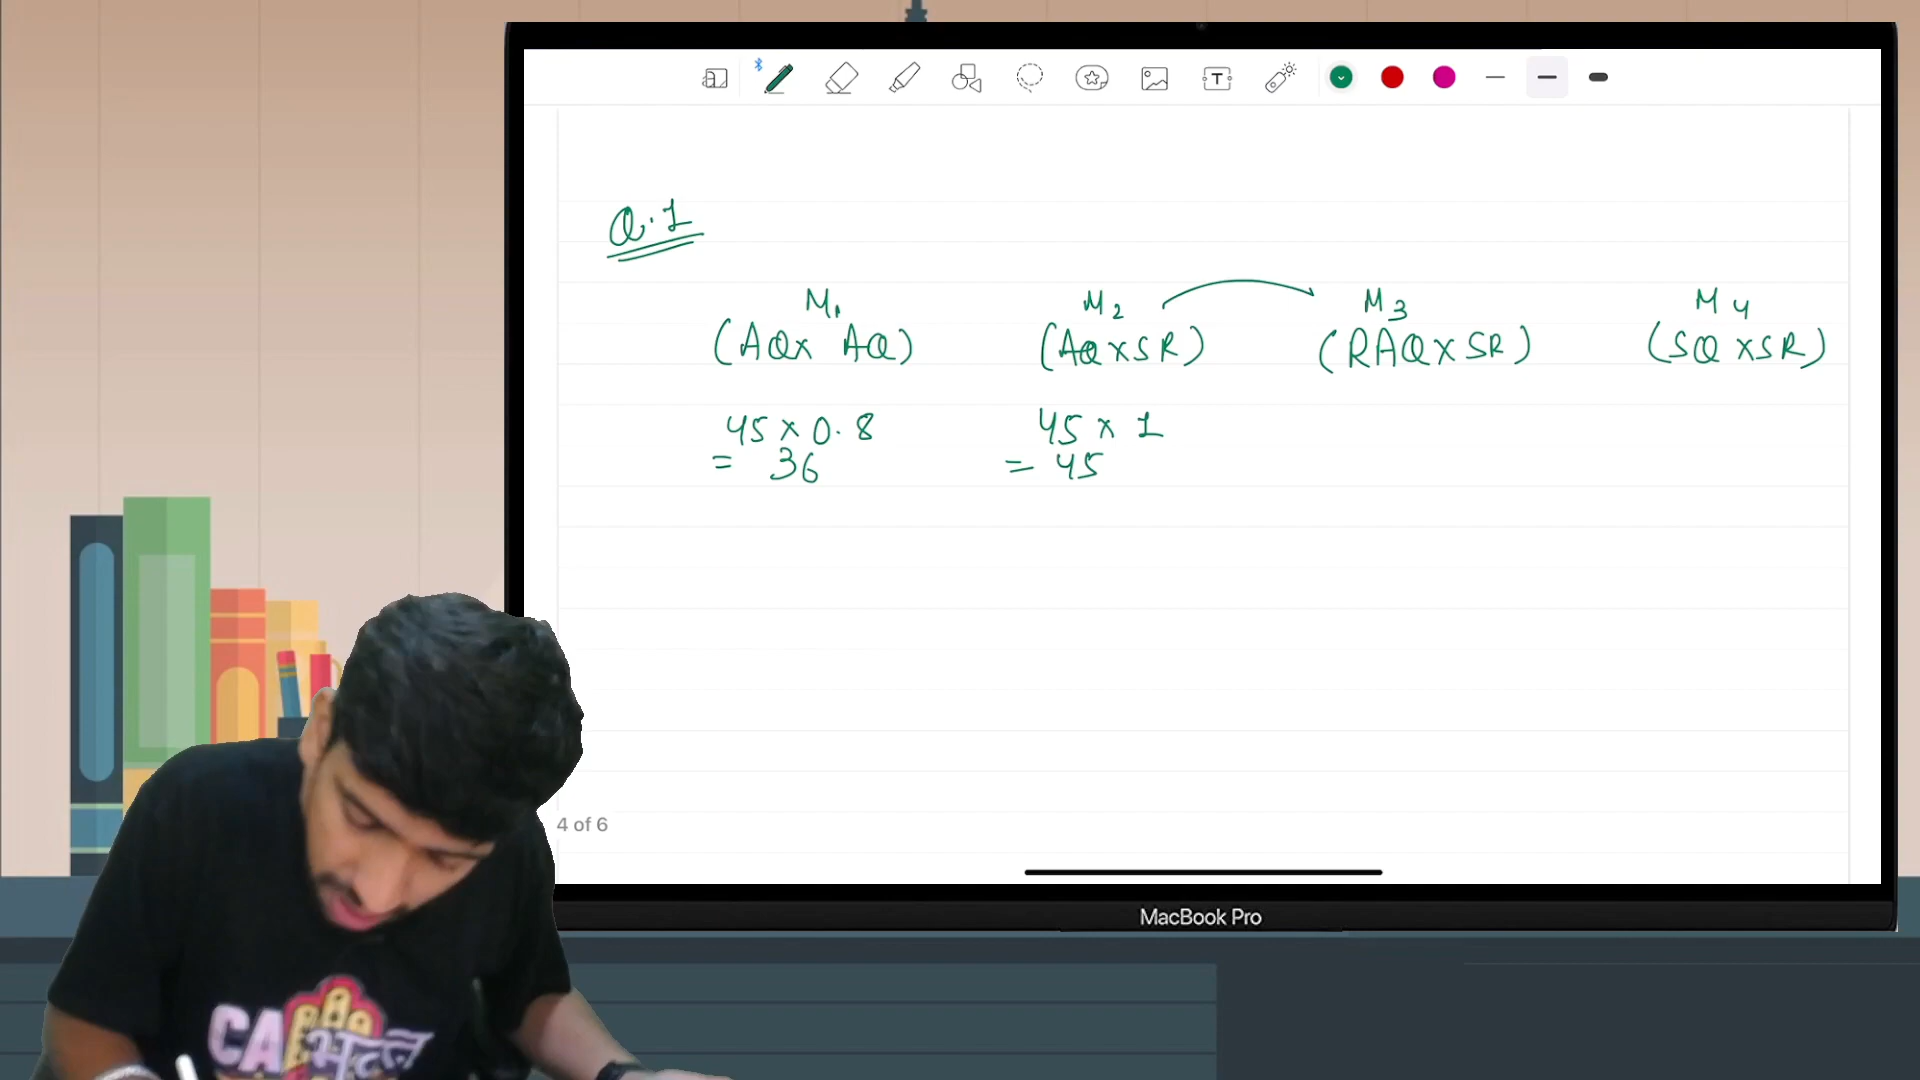 Q.1
M1 M2 M3 M4
(AQ x AQ) (AQ x SR) (RAQ x SR) (SQ x SR)
45 x 0.8 45 x 1
= 36 = 45
4 of 6
MacBook Pro
CA